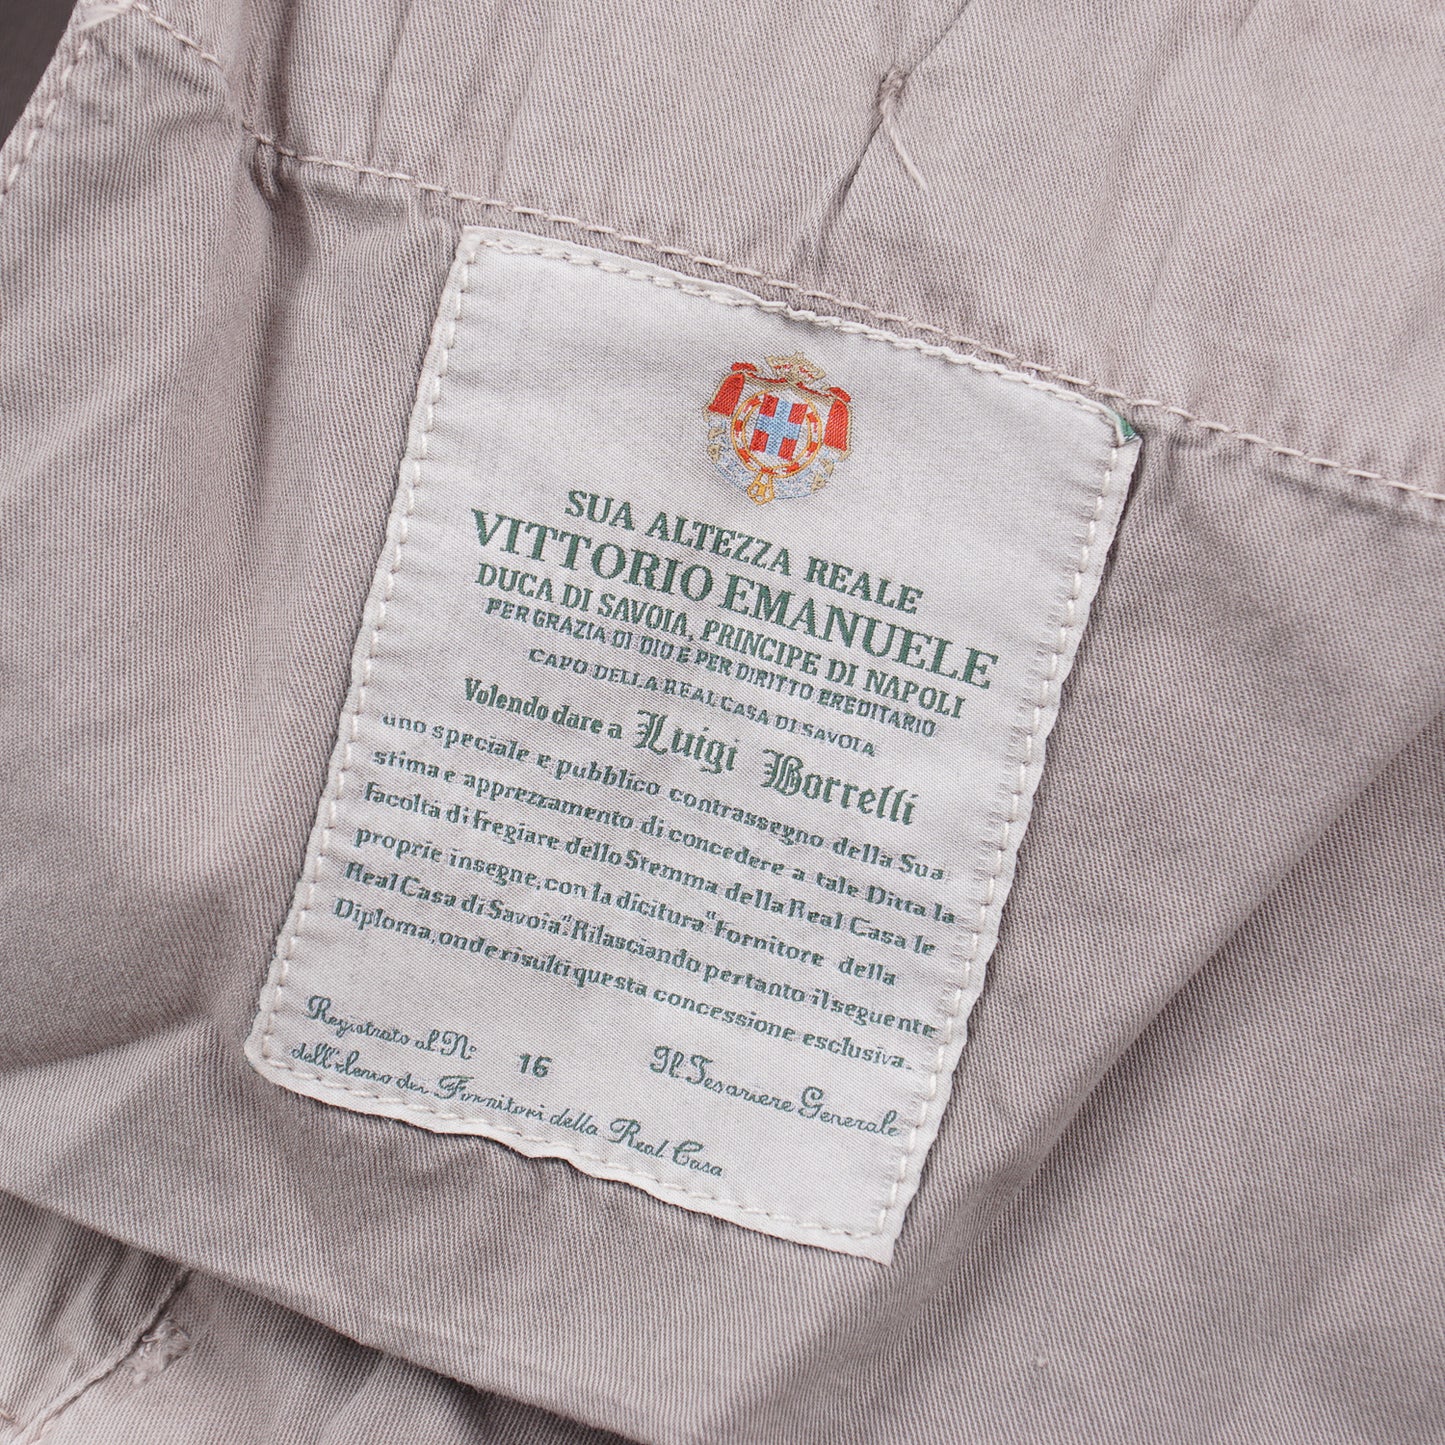 SUA ALTEZZA REALE
VITTORIO EMANUELE
DUCA DI SAVOIA, PRINCIPE DI NAPOLI
PER GRAZIA DI DIO E PER DIRITTO EREDITARIO
CAPO DELLA REAL CASA DI SAVOIA
Volendo dare a Luigi Borrelli
uno speciale e pubblico contrassegno della Sua
stima e apprezzamento di concedere a tale Ditta la
facoltà di fregiare dello Stemma della Real Casa le
proprie insegne, con la dicitura "Fornitore della
Real Casa di Savoia". Rilasciando pertanto il seguente
Diploma, onde risulti questa concessione esclusiva.
Registrato al N: 16 Il Tesoriere Generale
dell'elenco dei Fornitori della Real Casa